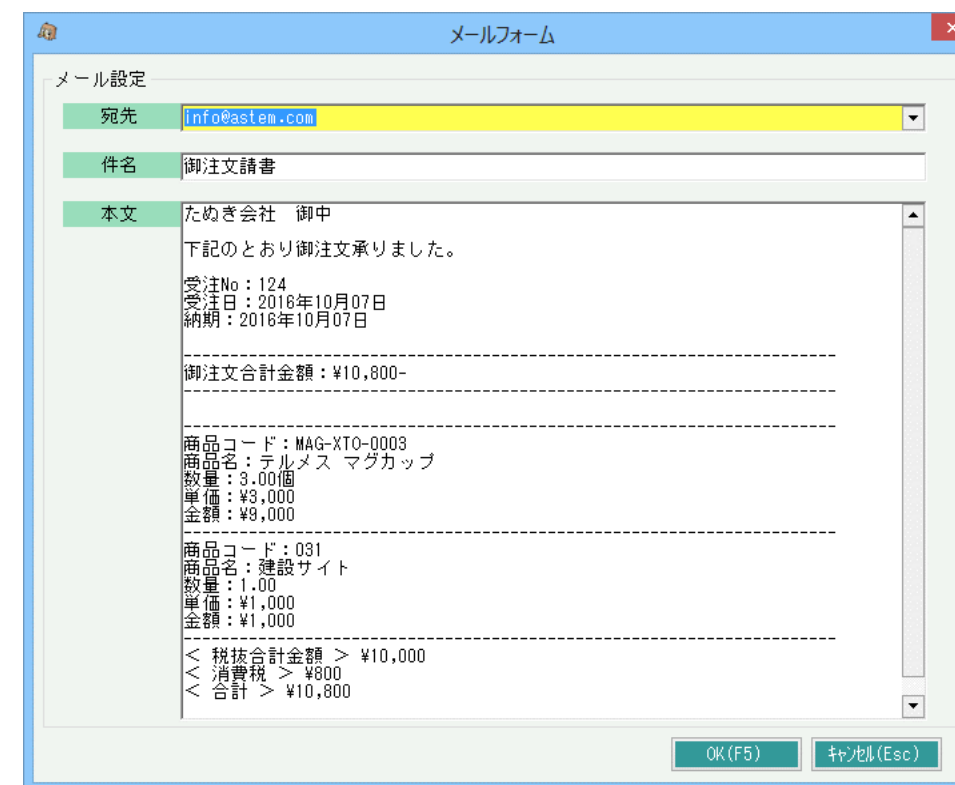 メールフォーム
メール設定
宛先
info@astem.com
件名
御注文請書
本文
たぬき会社　御中
下記のとおり御注文承りました。
受注No：124
受注日：2016年10月07日
納期：2016年10月07日
-----------------------------------------------------------------------
御注文合計金額：¥10,800-
-----------------------------------------------------------------------
-----------------------------------------------------------------------
商品コード：MAG-XTO-0003
商品名：テルメス マグカップ
数量：3.00個
単価：¥3,000
金額：¥9,000
-----------------------------------------------------------------------
商品コード：031
商品名：建設サイト
数量：1.00
単価：¥1,000
金額：¥1,000
-----------------------------------------------------------------------
＜ 税抜合計金額 ＞ ¥10,000
＜ 消費税 ＞ ¥800
＜ 合計 ＞ ¥10,800
OK(F5)
ｷｬﾝｾﾙ(Esc)